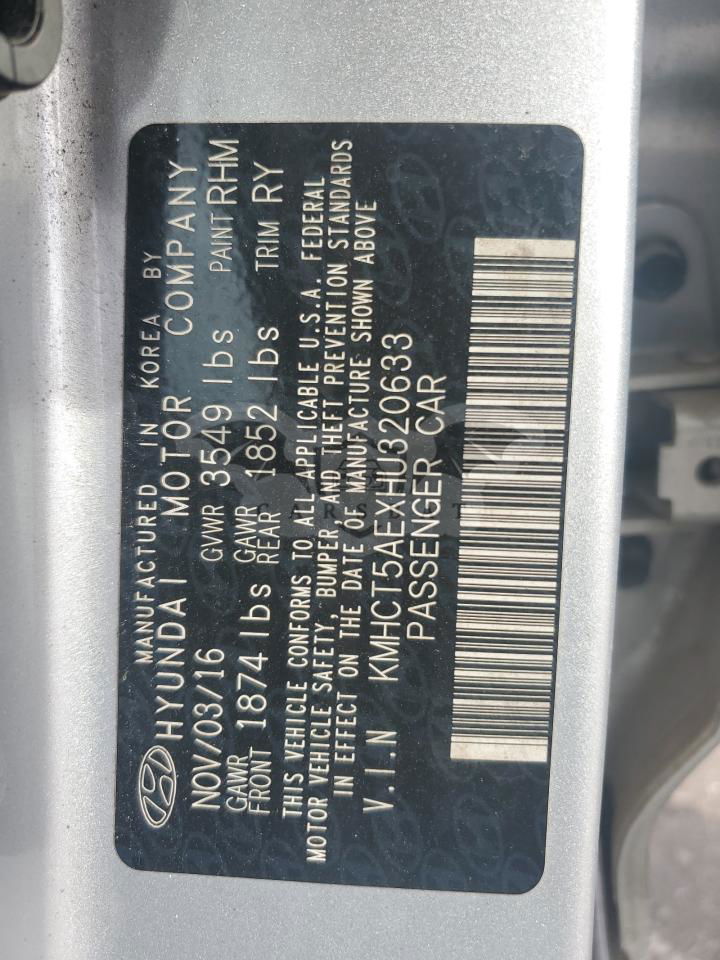 MANUFACTURED IN KOREA BY
HYUNDAI MOTOR COMPANY
NOV/03/16 GVWR 3549 lbs PAINT RHM
GAWR FRONT 1874 lbs GAWR REAR 1852 lbs TRIM RY
THIS VEHICLE CONFORMS TO ALL APPLICABLE U.S.A. FEDERAL
MOTOR VEHICLE SAFETY, BUMPER, AND THEFT PREVENTION STANDARDS
IN EFFECT ON THE DATE OF MANUFACTURE SHOWN ABOVE
V.I.N KMHCT5AEXHU320633
PASSENGER CAR